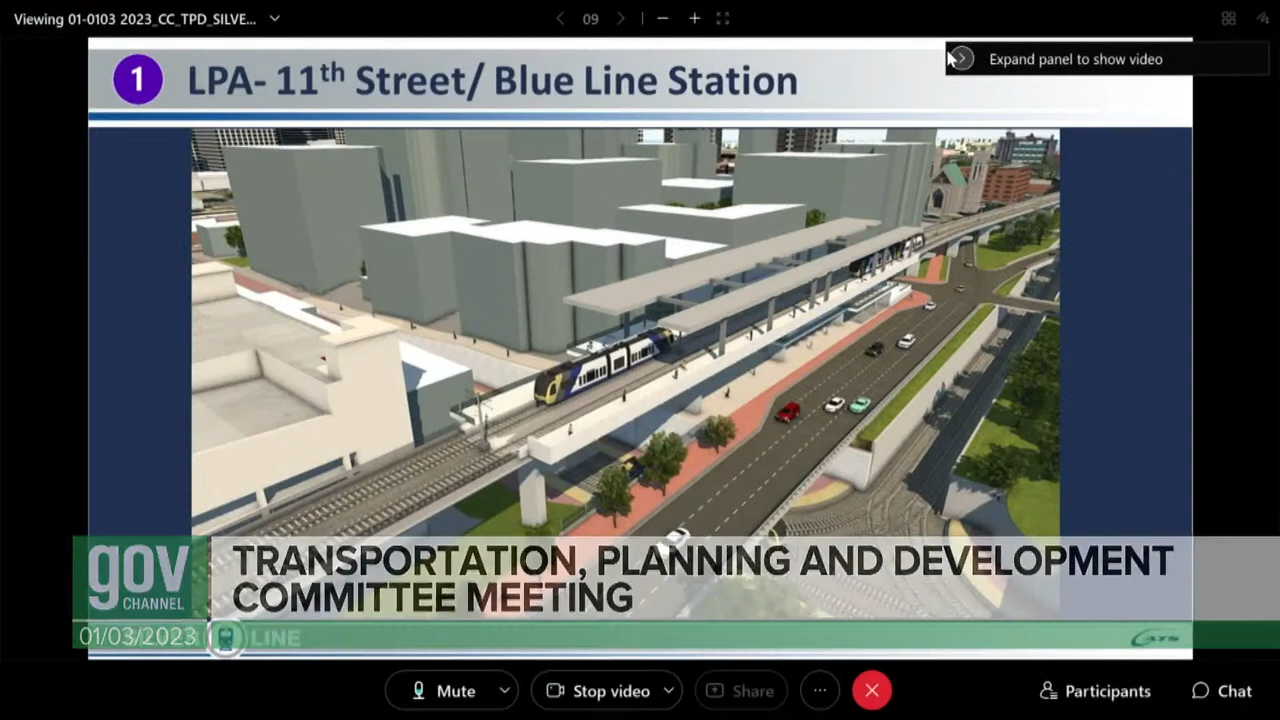 Viewing 01-0103 2023_CC_TPD_SILVE...
09
Expand panel to show video
1 LPA- 11th Street/ Blue Line Station
gov
CHANNEL
TRANSPORTATION, PLANNING AND DEVELOPMENT
COMMITTEE MEETING
01/03/2023
LINE
CATS
Mute
Stop video
Share
Participants
Chat